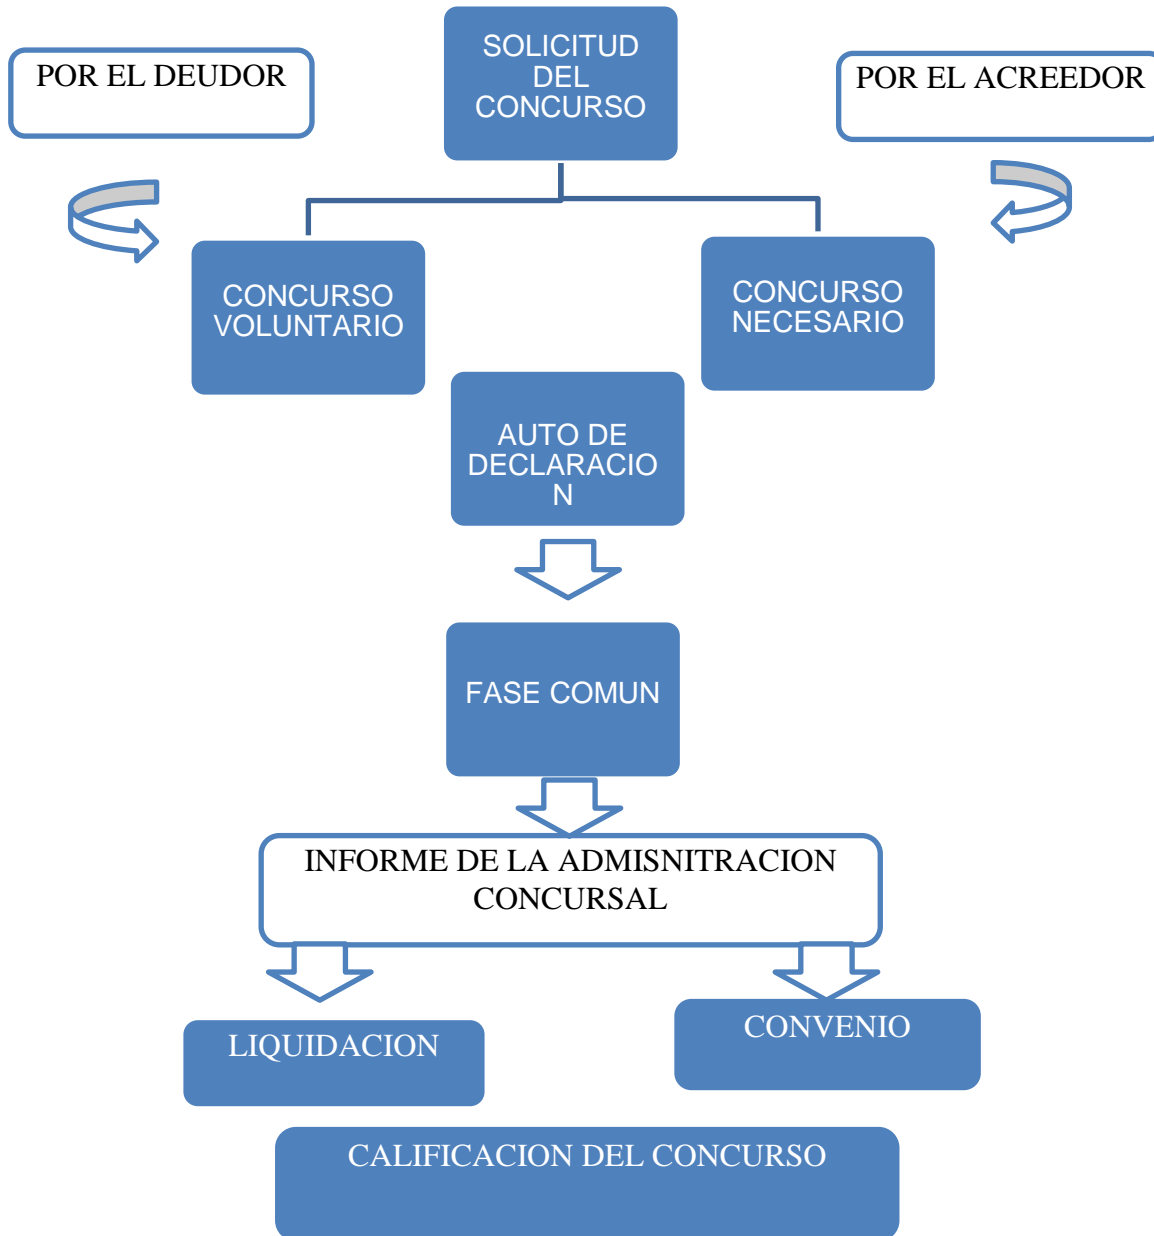 SOLICITUD
DEL
CONCURSO
POR EL DEUDOR
POR EL ACREEDOR
CONCURSO
VOLUNTARIO
CONCURSO
NECESARIO
AUTO DE
DECLARACIO
N
FASE COMUN
INFORME DE LA ADMISNITRACION
CONCURSAL
LIQUIDACION
CONVENIO
CALIFICACION DEL CONCURSO